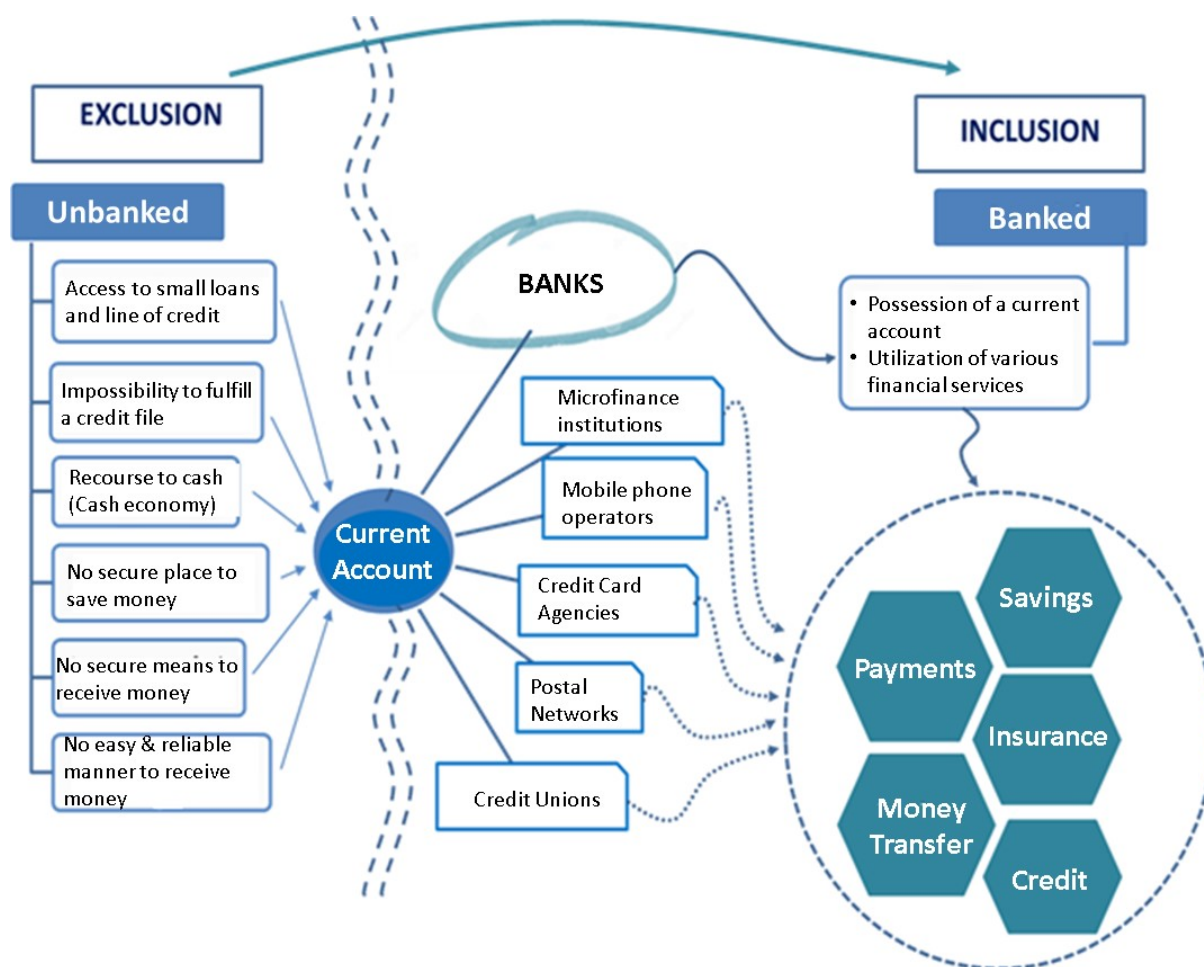 EXCLUSION
INCLUSION
Unbanked
Banked
Access to small loans
and line of credit
Impossibility to fulfill
a credit file
Recourse to cash
(Cash economy)
No secure place to
save money
No secure means to
receive money
No easy & reliable
manner to receive
money
Current
Account
BANKS
Microfinance
institutions
Mobile phone
operators
Credit Card
Agencies
Postal
Networks
Credit Unions
• Possession of a current
account
• Utilization of various
financial services
Savings
Payments
Insurance
Money
Transfer
Credit